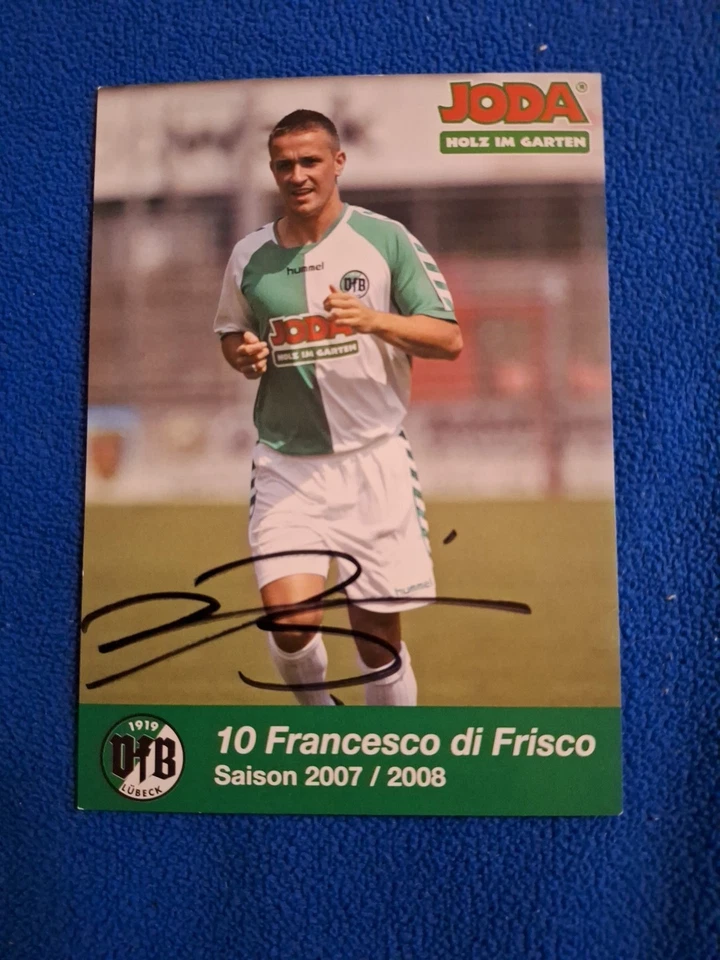 JODA®
HOLZ IM GARTEN
hummel
VfB
JODA
HOLZ IM GARTEN
hummel
1919
VfB
LÜBECK
10 Francesco di Frisco
Saison 2007 / 2008